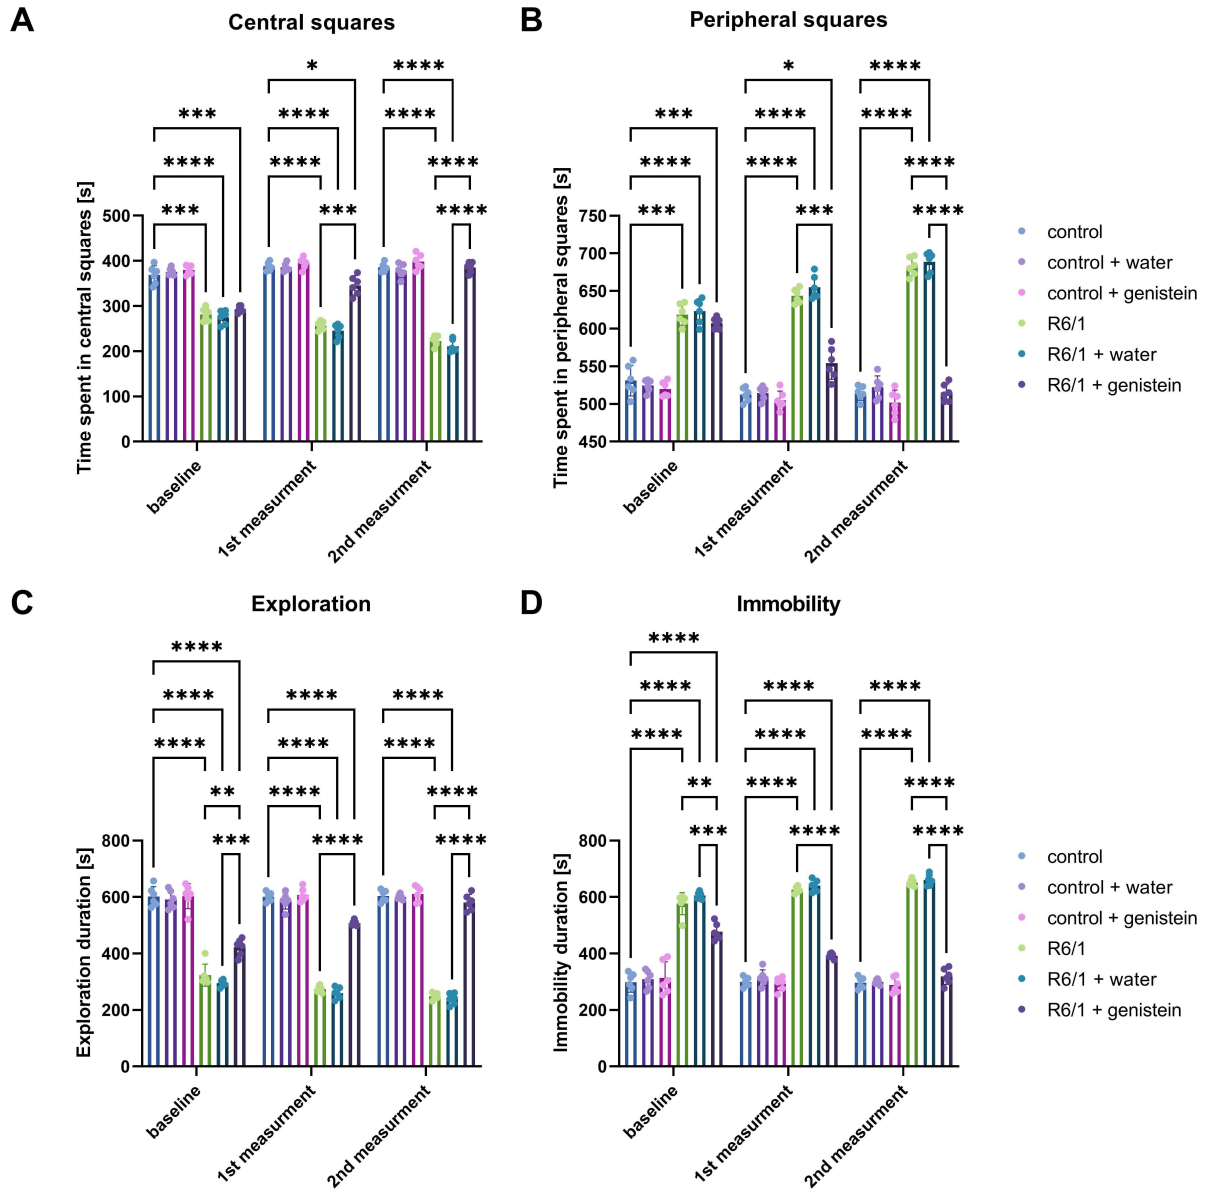 A
Central squares
Time spent in central squares [s]
* ****
*** **** ****
**** **** ****
*** *** ****
500
400
300
200
100
0
baseline
1st measurment
2nd measurment
B
Peripheral squares
Time spent in peripheral squares [s]
* ****
*** **** ****
**** **** ****
*** *** ****
750
700
650
600
550
500
450
baseline
1st measurment
2nd measurment
control
control + water
control + genistein
R6/1
R6/1 + water
R6/1 + genistein
C
Exploration
Exploration duration [s]
****
**** **** ****
**** **** ****
** **** ****
*** **** ****
800
600
400
200
0
baseline
1st measurment
2nd measurment
D
Immobility
Immobility duration [s]
****
**** **** ****
**** **** ****
** **** ****
*** **** ****
800
600
400
200
0
baseline
1st measurment
2nd measurment
control
control + water
control + genistein
R6/1
R6/1 + water
R6/1 + genistein